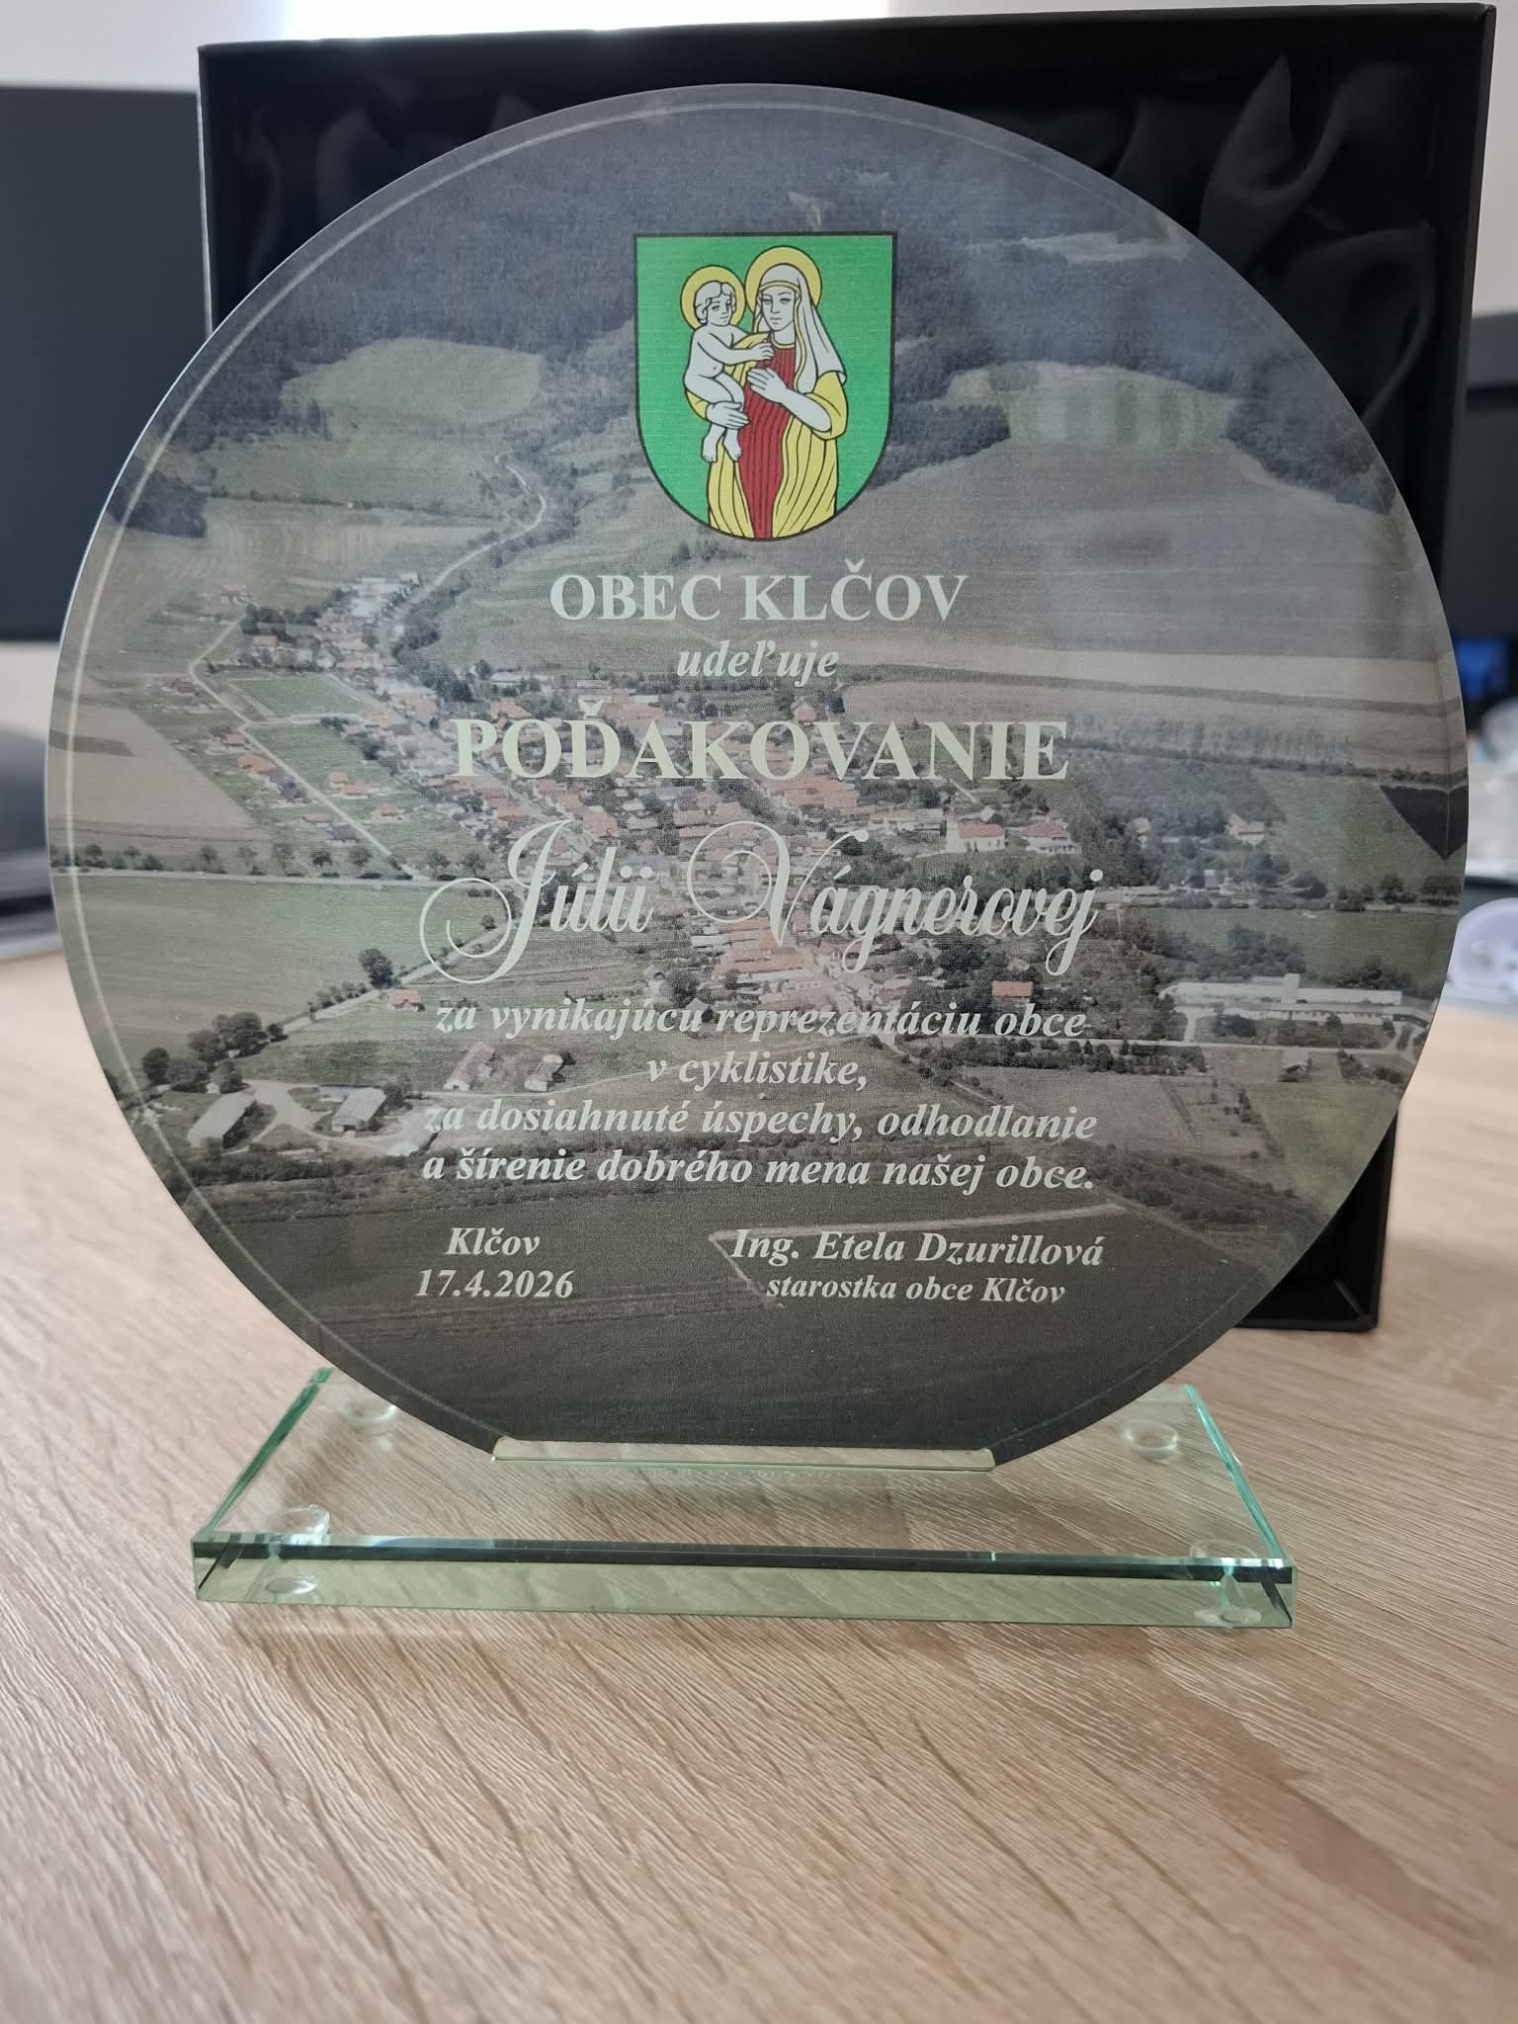 OBEC KLČOV
udeľuje
POĎAKOVANIE
Júlii Vágnerovej
za vynikajúcu reprezentáciu obce
v cyklistike,
za dosiahnuté úspechy, odhodlanie
a šírenie dobrého mena našej obce.
Klčov
17.4.2026
Ing. Etela Dzurillová
starostka obce Klčov